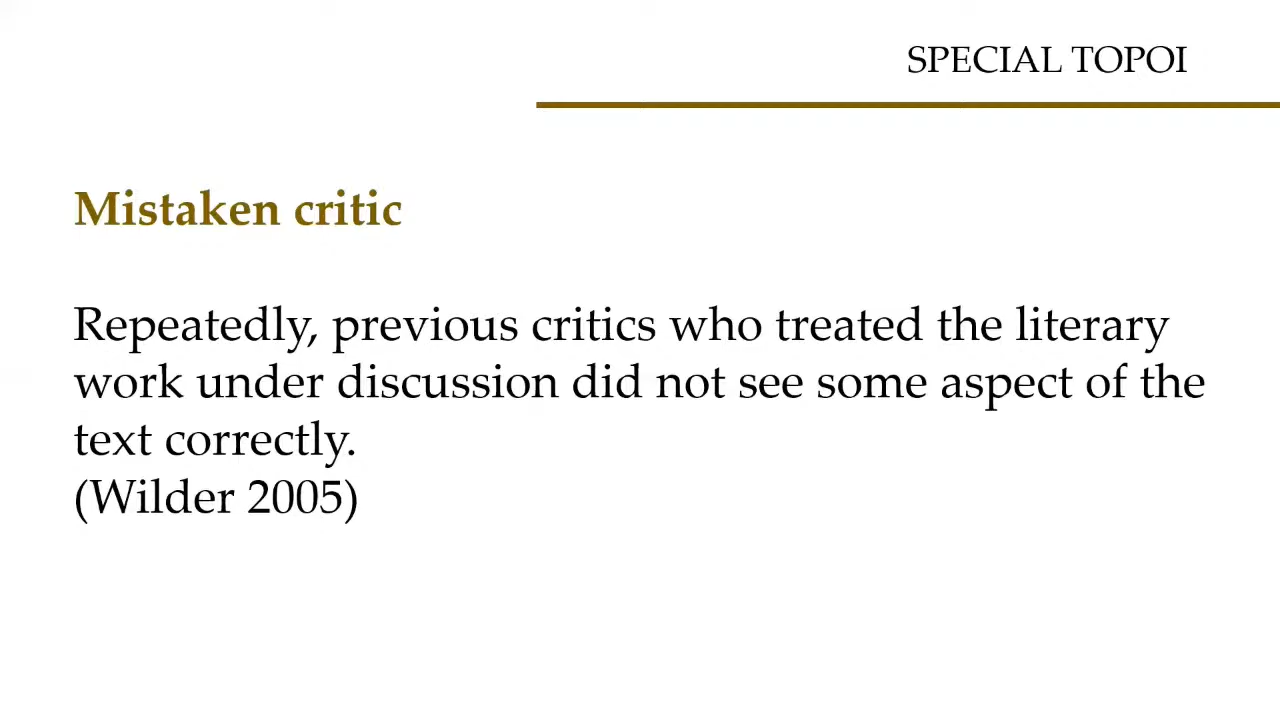 SPECIAL TOPOI
Mistaken critic
Repeatedly, previous critics who treated the literary
work under discussion did not see some aspect of the
text correctly.
(Wilder 2005)